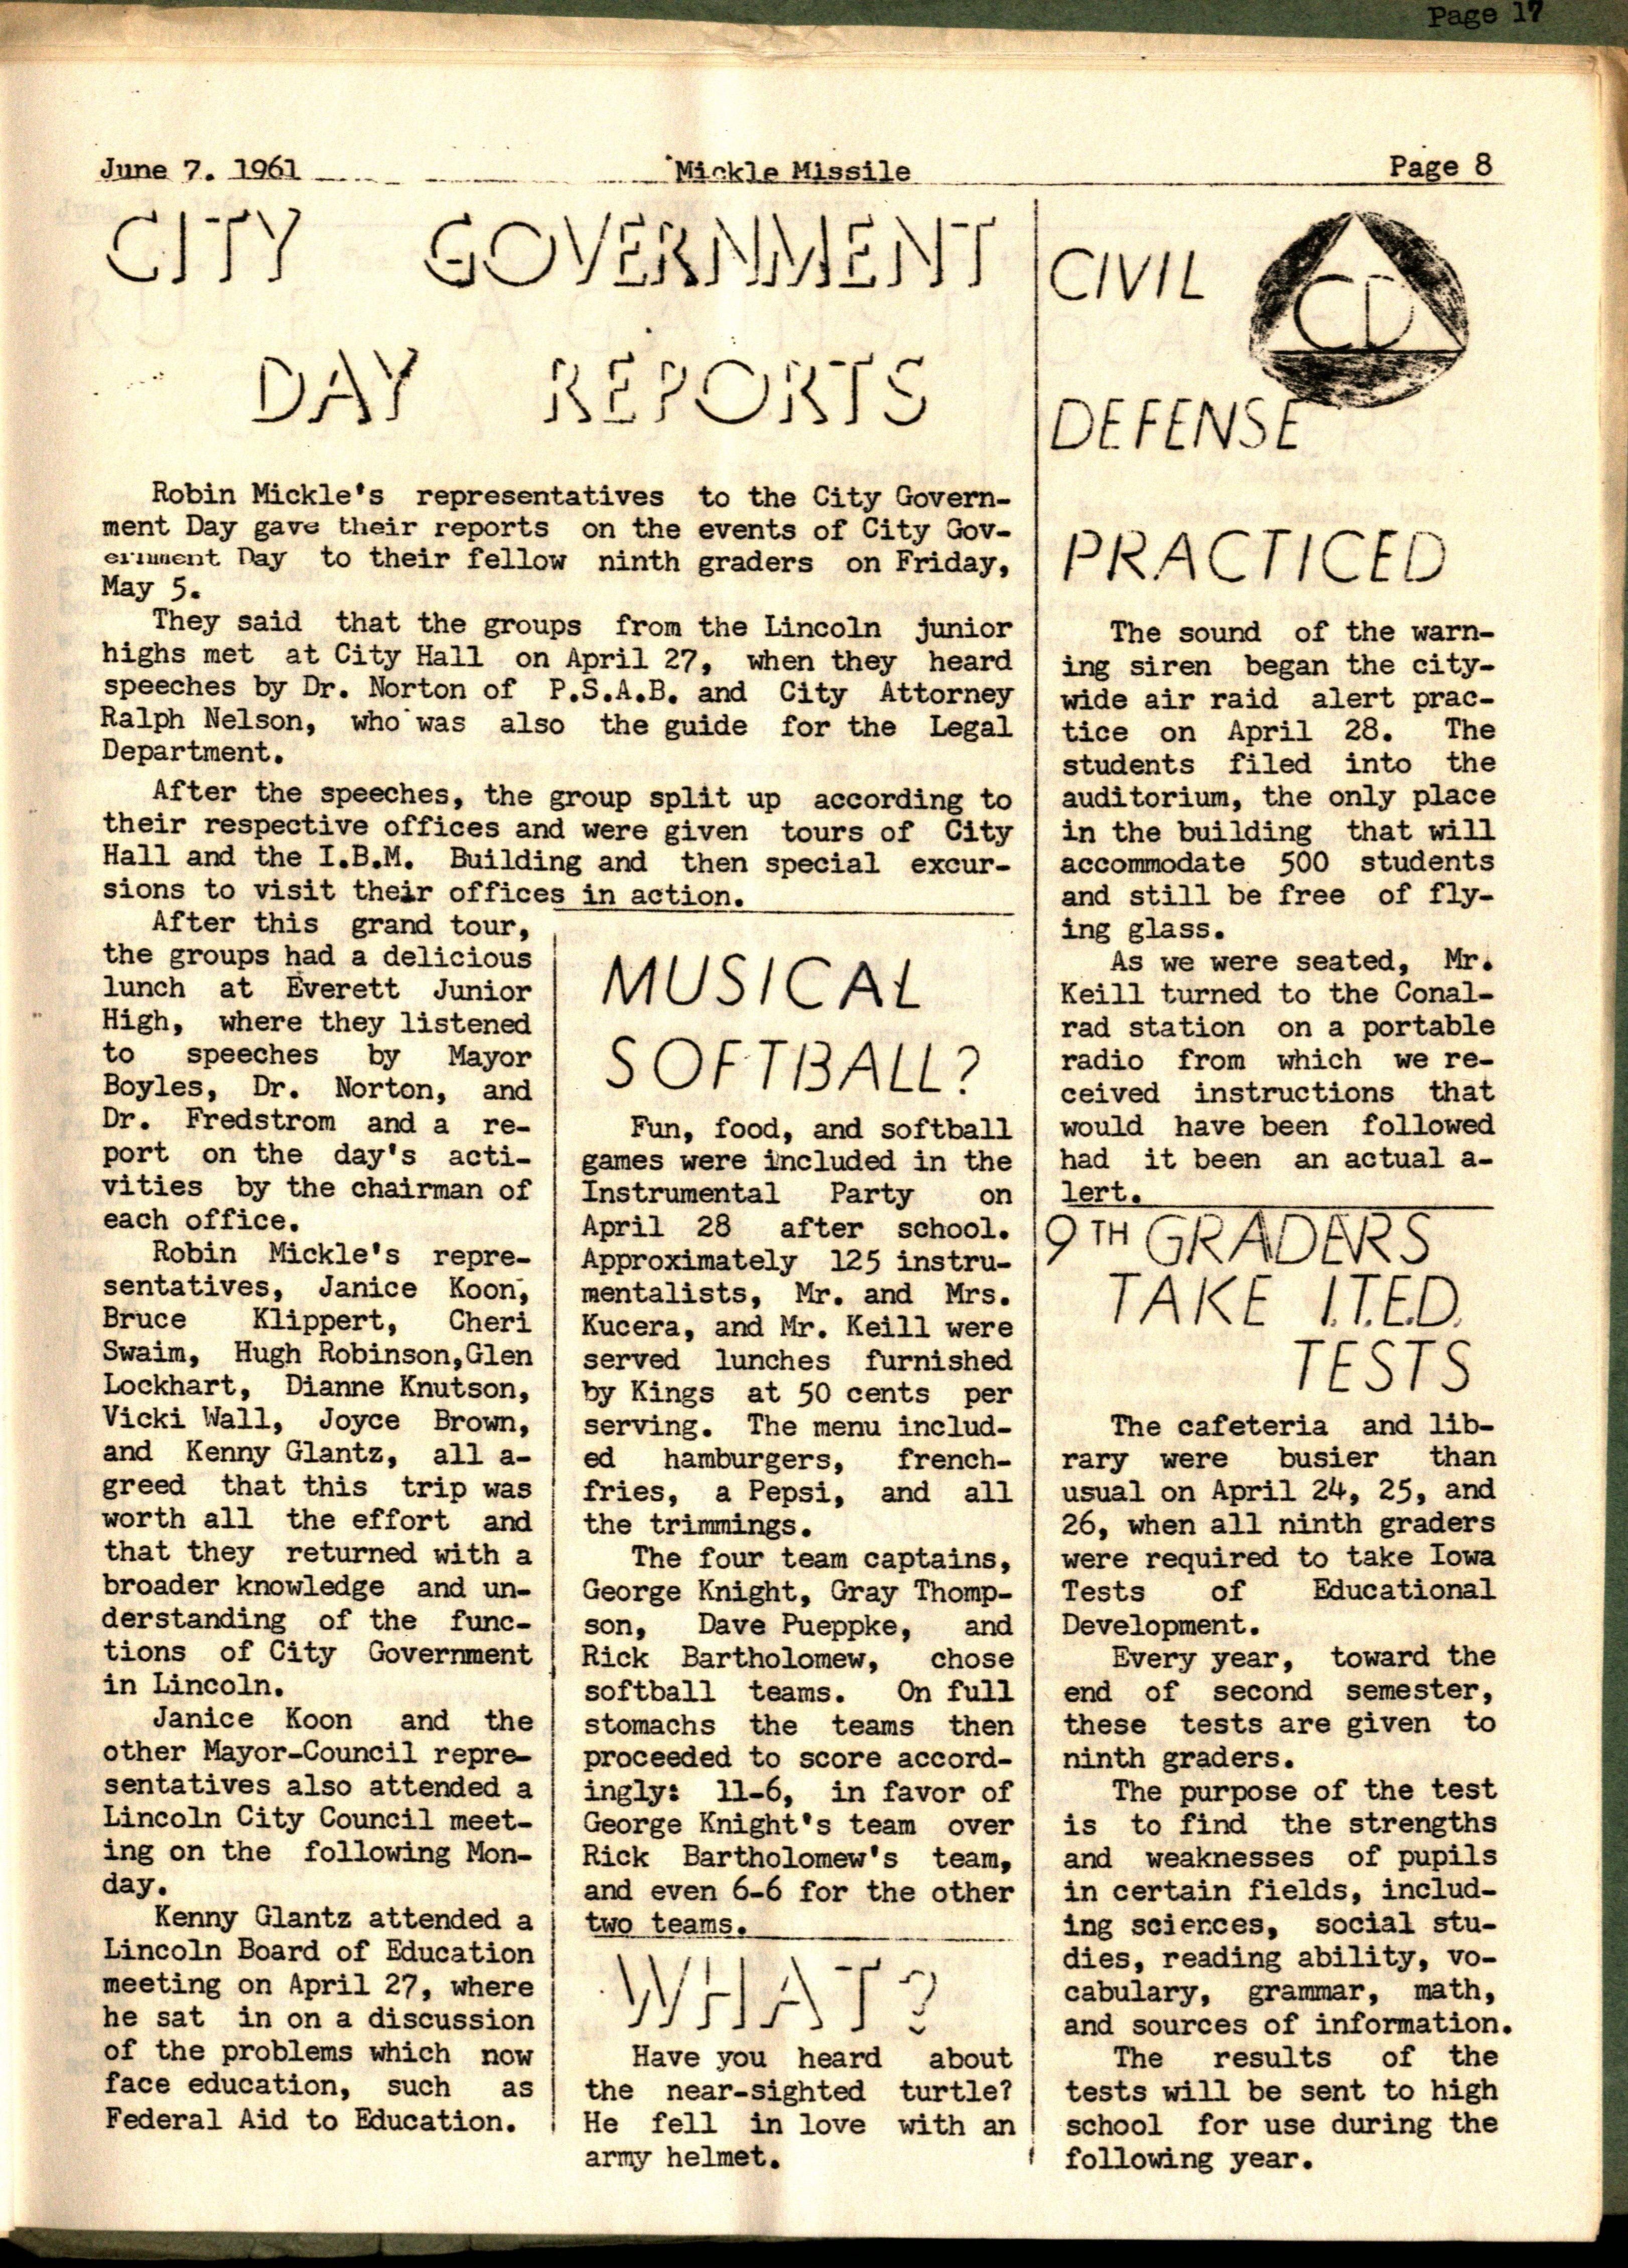 Page 17
June 7. 1961 Mickle Missile Page 8
CITY GOVERNMENT
DAY REPORTS
Robin Mickle's representatives to the City Govern-
ment Day gave their reports on the events of City Gov-
ernment Day to their fellow ninth graders on Friday,
May 5.
They said that the groups from the Lincoln junior
highs met at City Hall on April 27, when they heard
speeches by Dr. Norton of P.S.A.B. and City Attorney
Ralph Nelson, who was also the guide for the Legal
Department.
After the speeches, the group split up according to
their respective offices and were given tours of City
Hall and the I.B.M. Building and then special excur-
sions to visit their offices in action.
After this grand tour,
the groups had a delicious
lunch at Everett Junior
High, where they listened
to speeches by Mayor
Boyles, Dr. Norton, and
Dr. Fredstrom and a re-
port on the day's acti-
vities by the chairman of
each office.
Robin Mickle's repre-
sentatives, Janice Koon,
Bruce Klippert, Cheri
Swaim, Hugh Robinson,Glen
Lockhart, Dianne Knutson,
Vicki Wall, Joyce Brown,
and Kenny Glantz, all a-
greed that this trip was
worth all the effort and
that they returned with a
broader knowledge and un-
derstanding of the func-
tions of City Government
in Lincoln.
Janice Koon and the
other Mayor-Council repre-
sentatives also attended a
Lincoln City Council meet-
ing on the following Mon-
day.
Kenny Glantz attended a
Lincoln Board of Education
meeting on April 27, where
he sat in on a discussion
of the problems which now
face education, such as
Federal Aid to Education.
MUSICAL
SOFTBALL?
Fun, food, and softball
games were included in the
Instrumental Party on
April 28 after school.
Approximately 125 instru-
mentalists, Mr. and Mrs.
Kucera, and Mr. Keill were
served lunches furnished
by Kings at 50 cents per
serving. The menu includ-
ed hamburgers, french-
fries, a Pepsi, and all
the trimmings.
The four team captains,
George Knight, Gray Thomp-
son, Dave Pueppke, and
Rick Bartholomew, chose
softball teams. On full
stomachs the teams then
proceeded to score accord-
ingly: 11-6, in favor of
George Knight's team over
Rick Bartholomew's team,
and even 6-6 for the other
two teams.
WHAT?
Have you heard about
the near-sighted turtle?
He fell in love with an
army helmet.
CIVIL
CD
DEFENSE
PRACTICED
The sound of the warn-
ing siren began the city-
wide air raid alert prac-
tice on April 28. The
students filed into the
auditorium, the only place
in the building that will
accommodate 500 students
and still be free of fly-
ing glass.
As we were seated, Mr.
Keill turned to the Conal-
rad station on a portable
radio from which we re-
ceived instructions that
would have been followed
had it been an actual a-
lert.
9TH GRADERS
TAKE I.T.E.D.
TESTS
The cafeteria and lib-
rary were busier than
usual on April 24, 25, and
26, when all ninth graders
were required to take Iowa
Tests of Educational
Development.
Every year, toward the
end of second semester,
these tests are given to
ninth graders.
The purpose of the test
is to find the strengths
and weaknesses of pupils
in certain fields, includ-
ing sciences, social stu-
dies, reading ability, vo-
cabulary, grammar, math,
and sources of information.
The results of the
tests will be sent to high
school for use during the
following year.